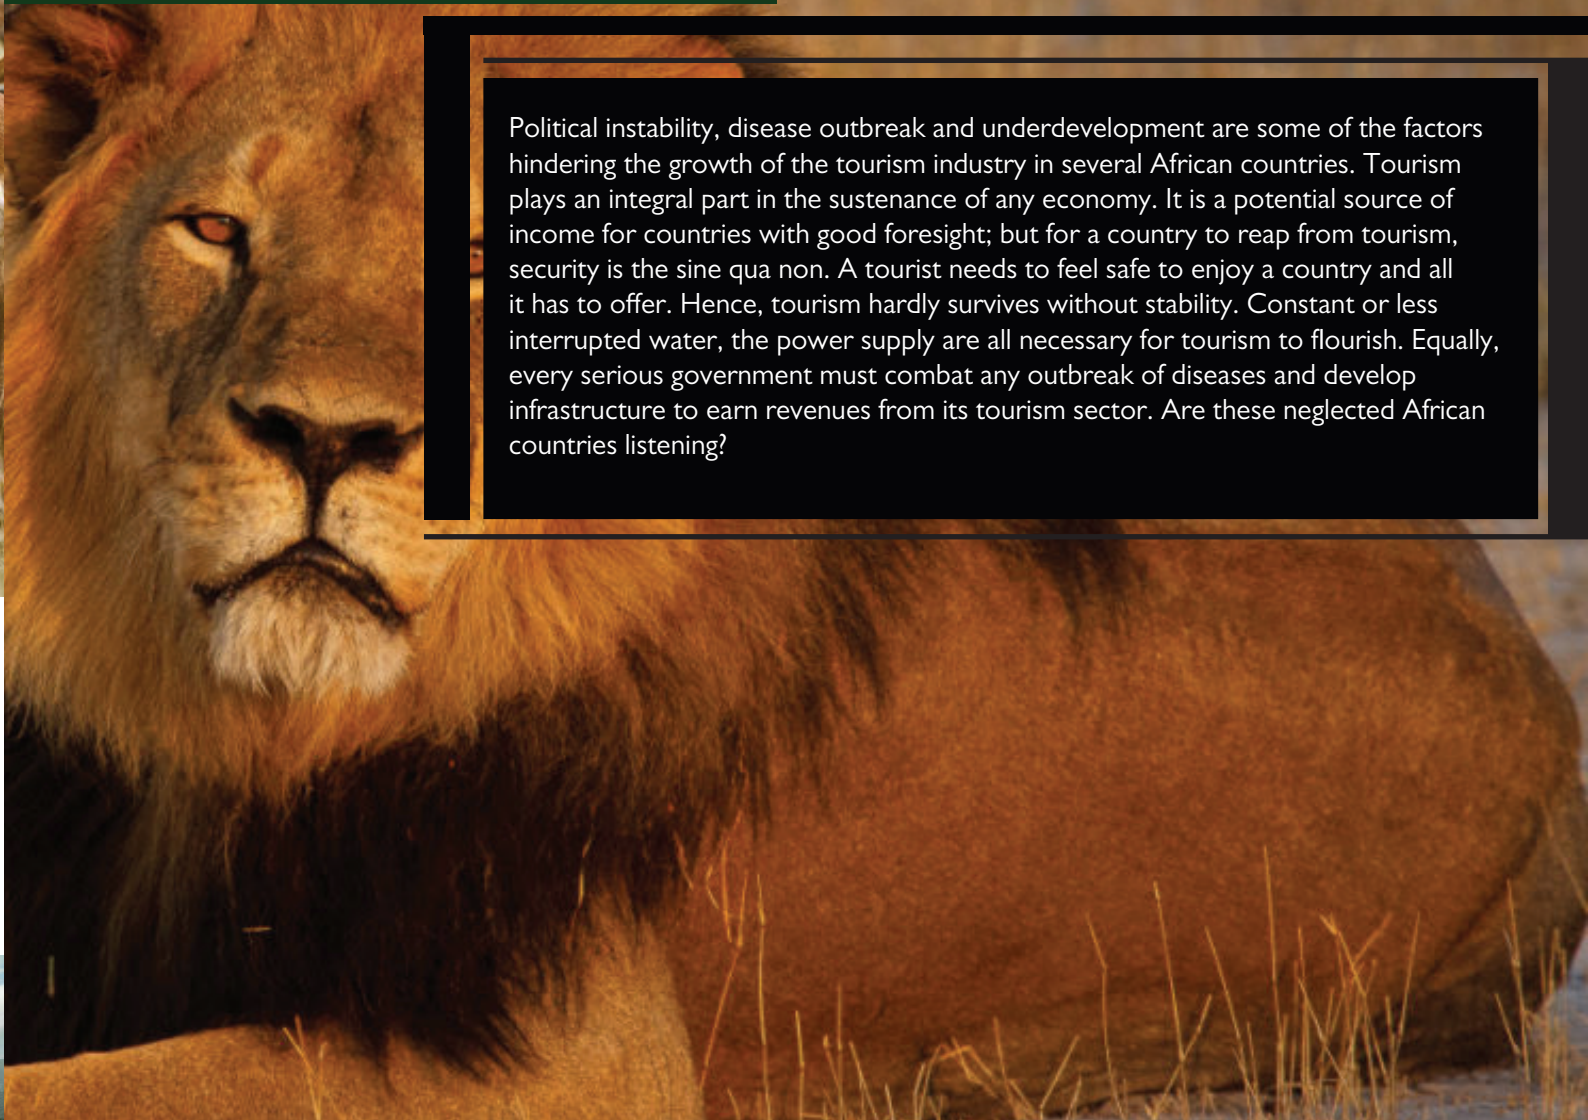 Political instability, disease outbreak and underdevelopment are some of the factors
hindering the growth of the tourism industry in several African countries. Tourism
plays an integral part in the sustenance of any economy. It is a potential source of
income for countries with good foresight; but for a country to reap from tourism,
security is the sine qua non. A tourist needs to feel safe to enjoy a country and all
it has to offer. Hence, tourism hardly survives without stability. Constant or less
interrupted water, the power supply are all necessary for tourism to flourish. Equally,
every serious government must combat any outbreak of diseases and develop
infrastructure to earn revenues from its tourism sector. Are these neglected African
countries listening?